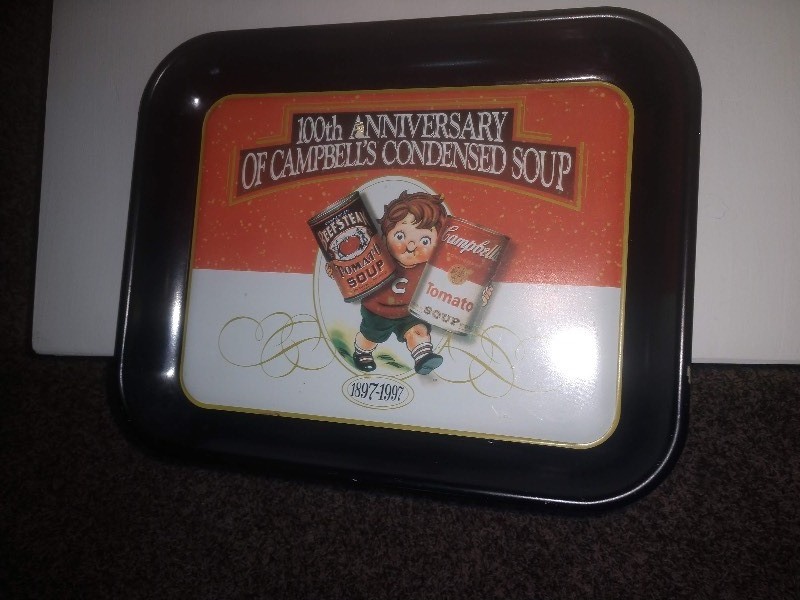 100th ANNIVERSARY
OF CAMPBELL'S CONDENSED SOUP
BEEFSTEAK
TOMATO
SOUP
Campbell's
Tomato
SOUP
C
1897-1997